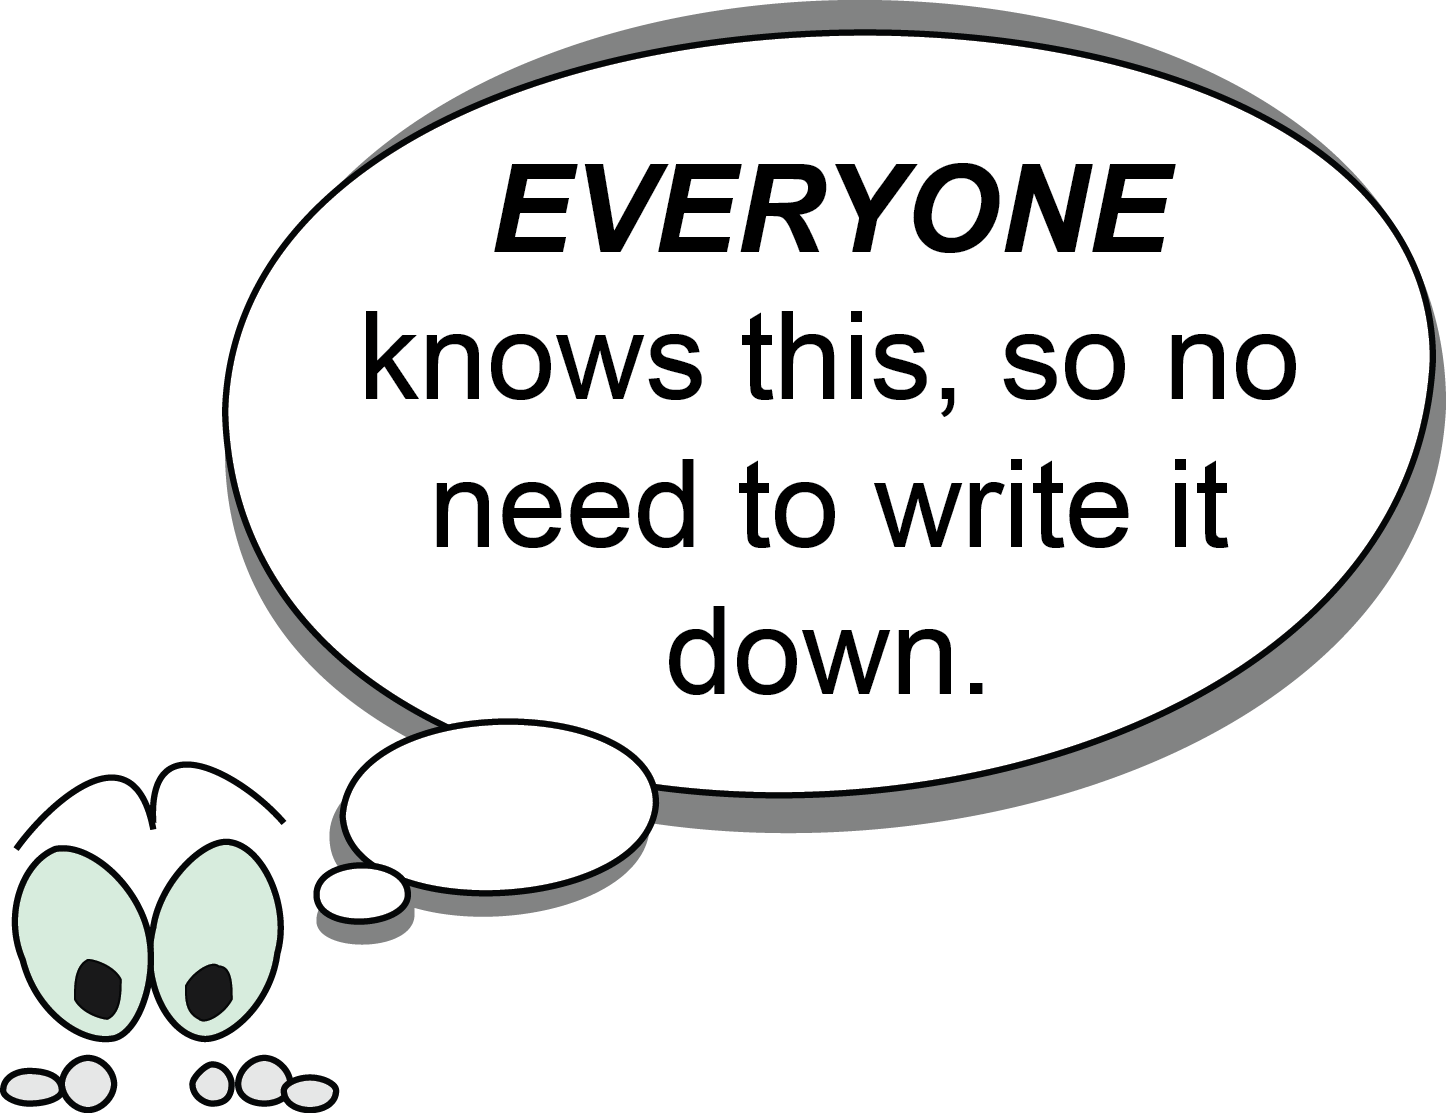 EVERYONE
knows this, so no
need to write it
down.